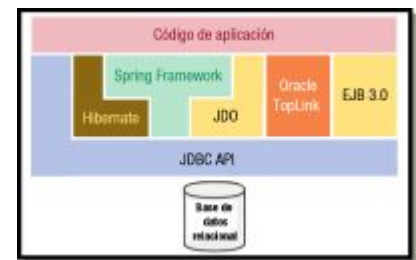 Código de aplicación
Spring Framework
Hibernate
JDO
Oracle
TopLink
EJB 3.0
JDBC API
Base de
datos
relacional